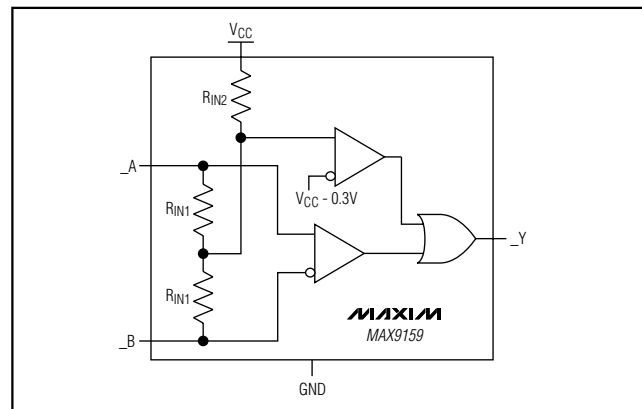 VCC
RIN2
_A
VCC - 0.3V
RIN1
_Y
RIN1
MAXIM
MAX9159
_B
GND